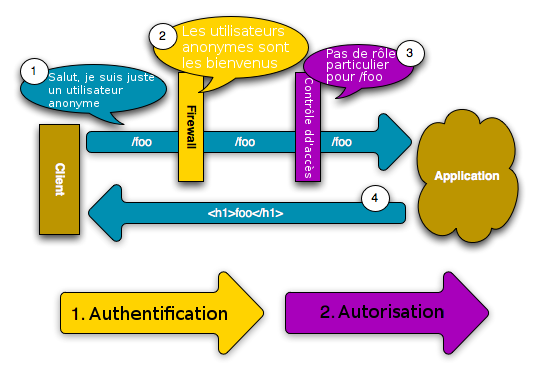 1
Salut, je suis juste
un utilisateur
anonyme
2
Les utilisateurs
anonymes sont
les bienvenus
3
Pas de rôle
particulier
pour /foo
Client
/foo
Firewall
/foo
Contrôle dd'accès
/foo
Application
<h1>foo</h1>
4
1. Authentification
2. Autorisation